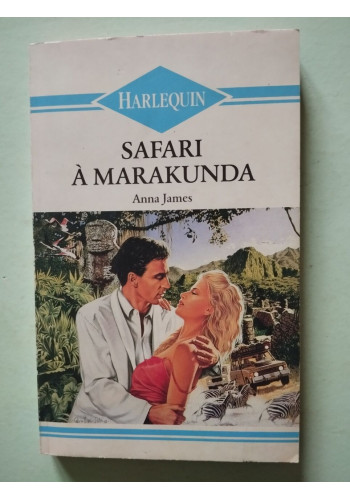 HARLEQUIN
SAFARI
À MARAKUNDA
Anna James